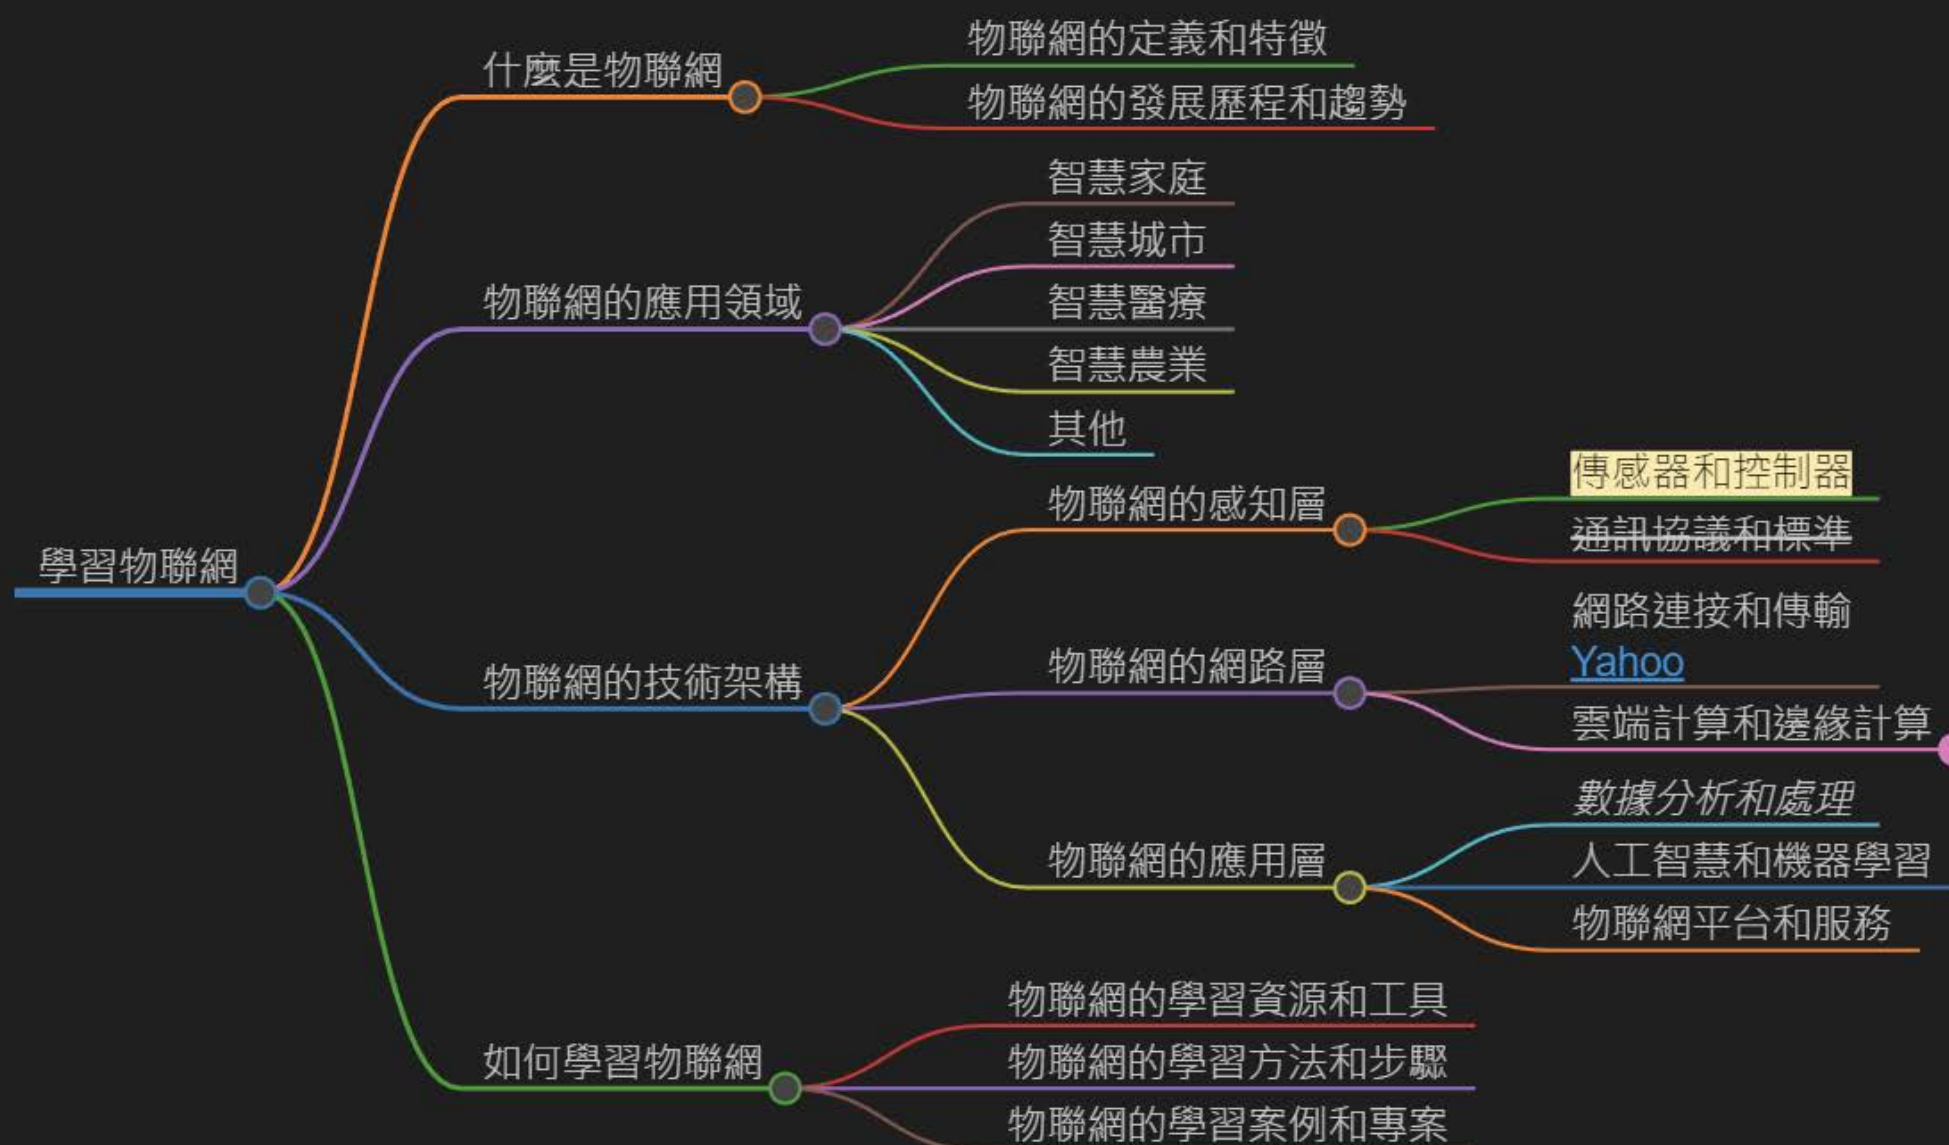 學習物聯網
什麼是物聯網
物聯網的定義和特徵
物聯網的發展歷程和趨勢
物聯網的應用領域
智慧家庭
智慧城市
智慧醫療
智慧農業
其他
物聯網的技術架構
物聯網的感知層
傳感器和控制器
通訊協議和標準
物聯網的網路層
網路連接和傳輸
Yahoo
雲端計算和邊緣計算
物聯網的應用層
數據分析和處理
人工智慧和機器學習
物聯網平台和服務
如何學習物聯網
物聯網的學習資源和工具
物聯網的學習方法和步驟
物聯網的學習案例和專案